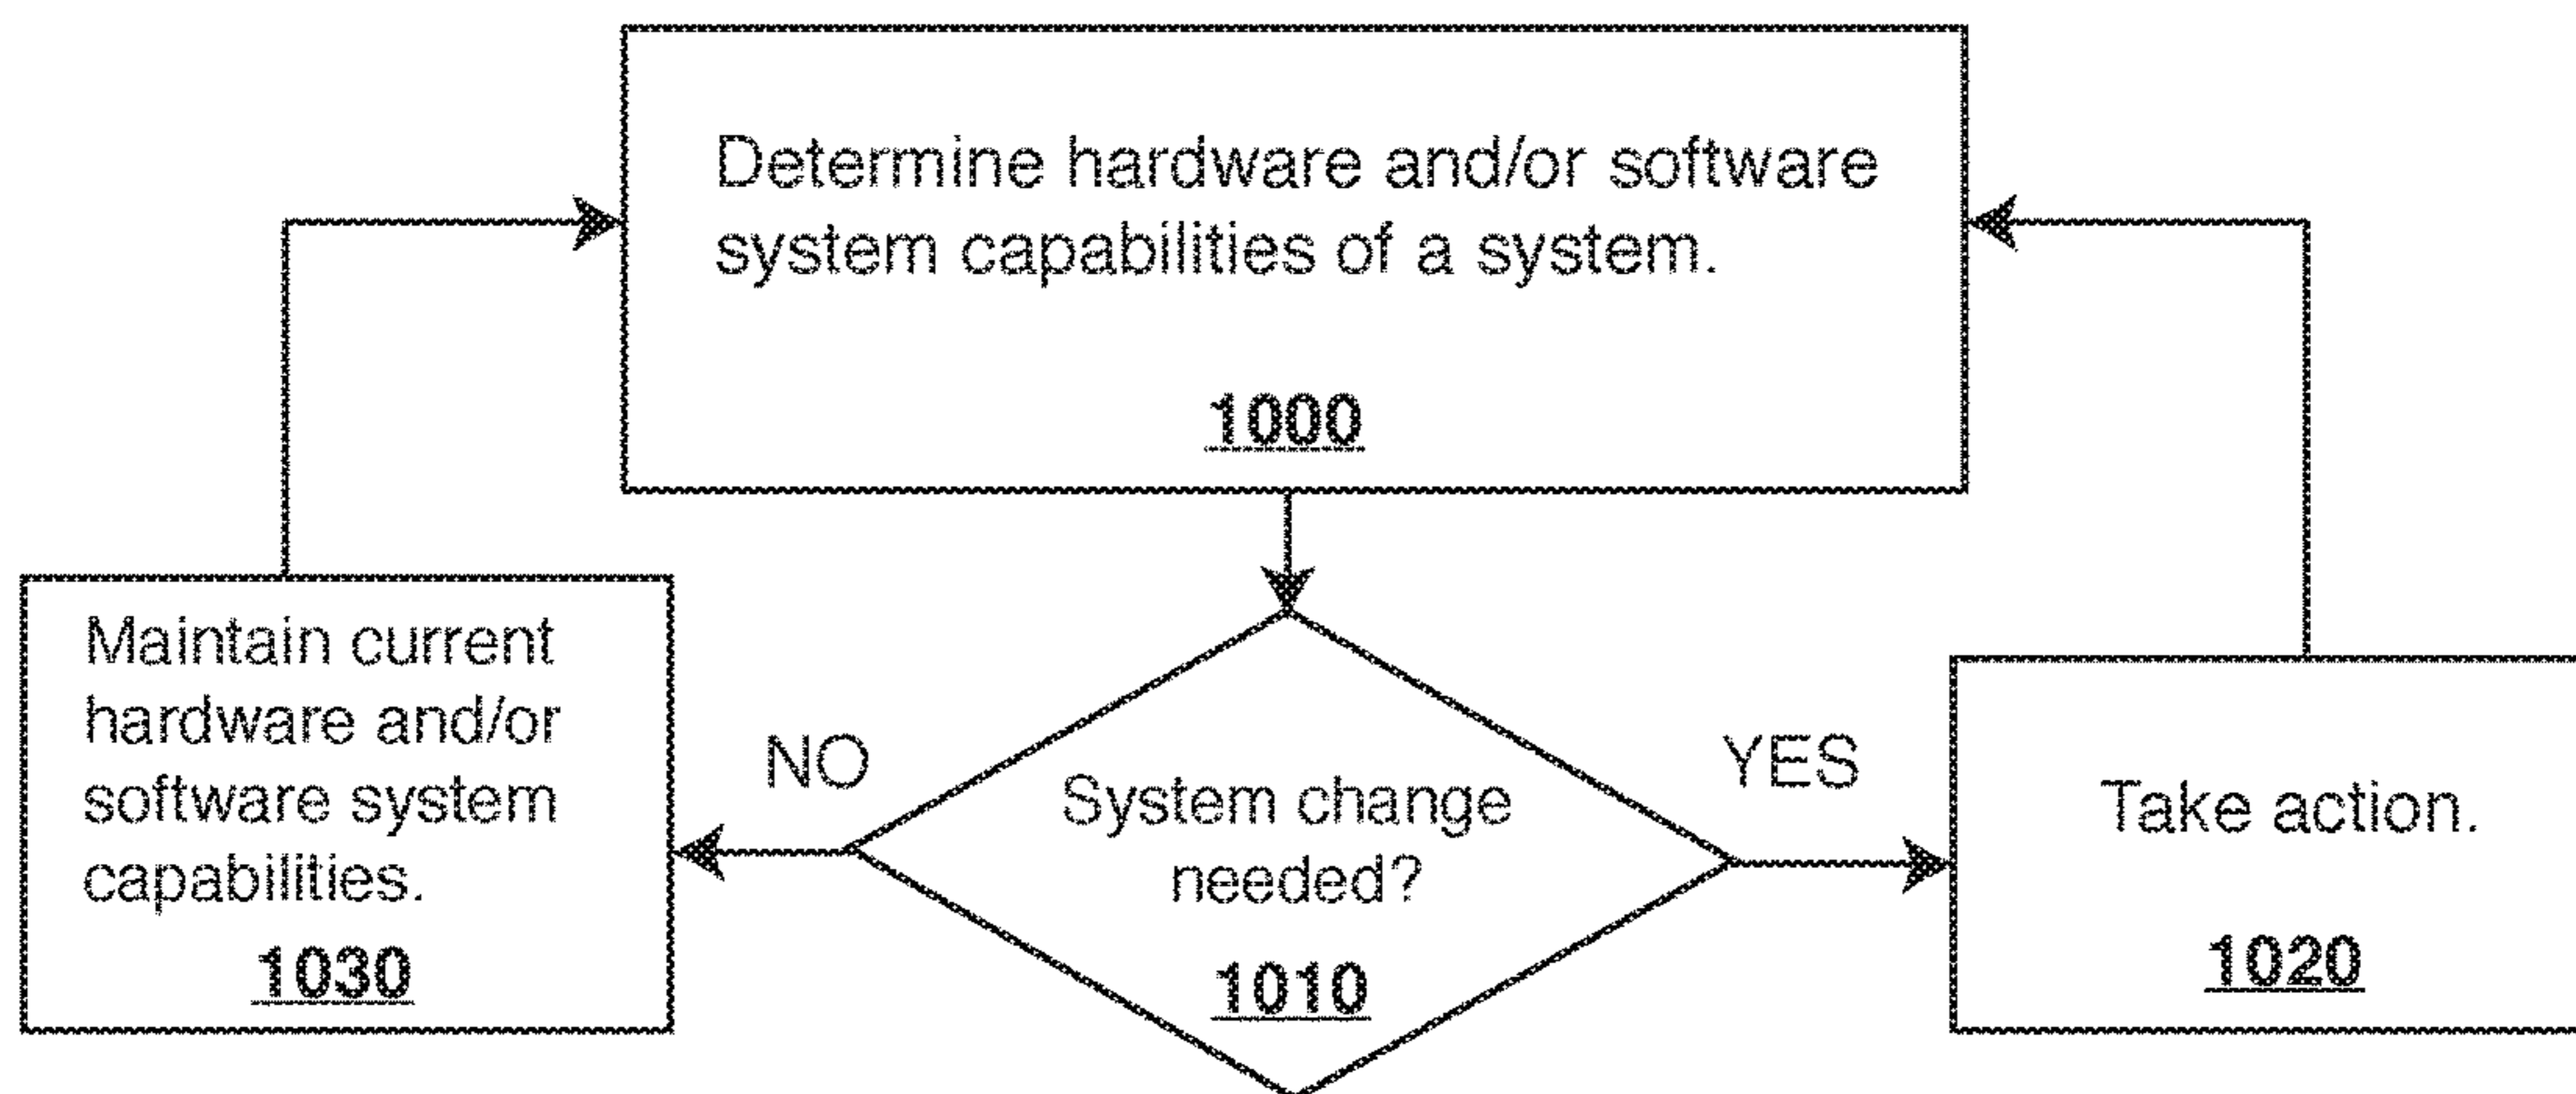 Determine hardware and/or software
system capabilities of a system.
1000
Maintain current
hardware and/or
software system
capabilities.
1030
NO
System change
needed?
1010
YES
Take action.
1020